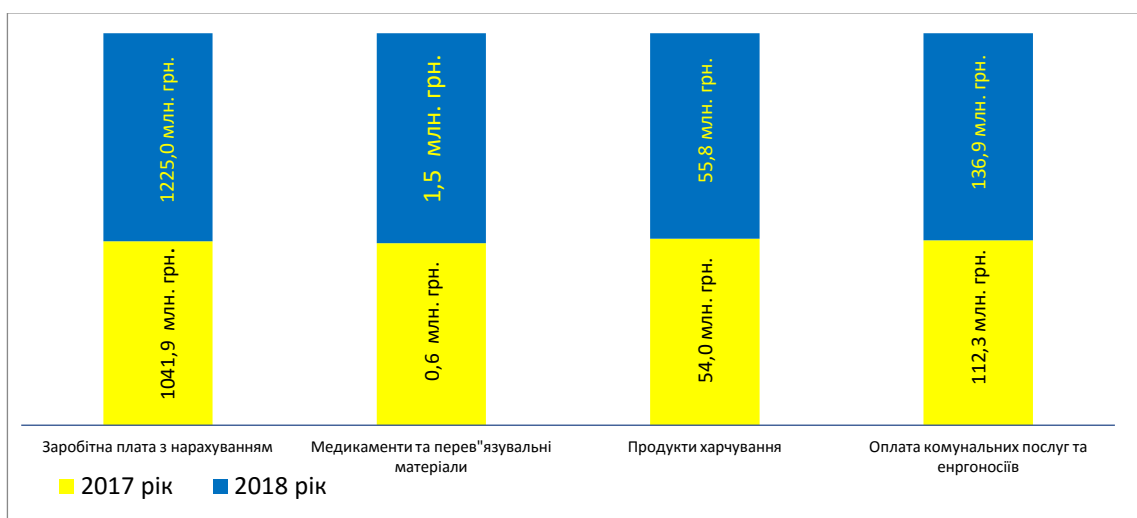 1225,0 млн. грн.
1,5 млн. грн.
55,8 млн. грн.
136,9 млн. грн.
1041,9 млн. грн.
0,6 млн. грн.
54,0 млн. грн.
112,3 млн. грн.
Заробітна плата з нарахуванням
Медикаменти та перев"язувальні
матеріали
Продукти харчування
Оплата комунальних послуг та
енргоносіїв
2017 рік
2018 рік